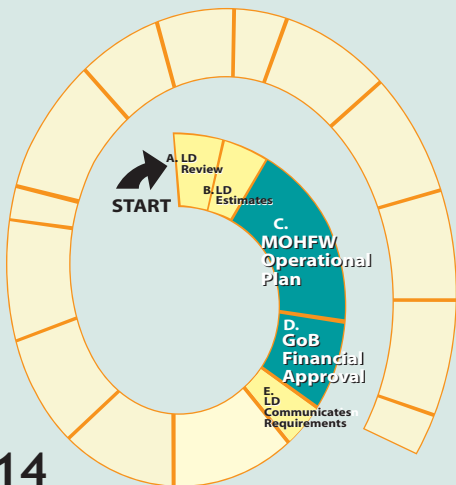 A. LD
Review
B. LD
Estimates
START
C.
MOHFW
Operational
Plan
D.
GoB
Financial
Approval
E.
LD
Communicates
Requirements
14